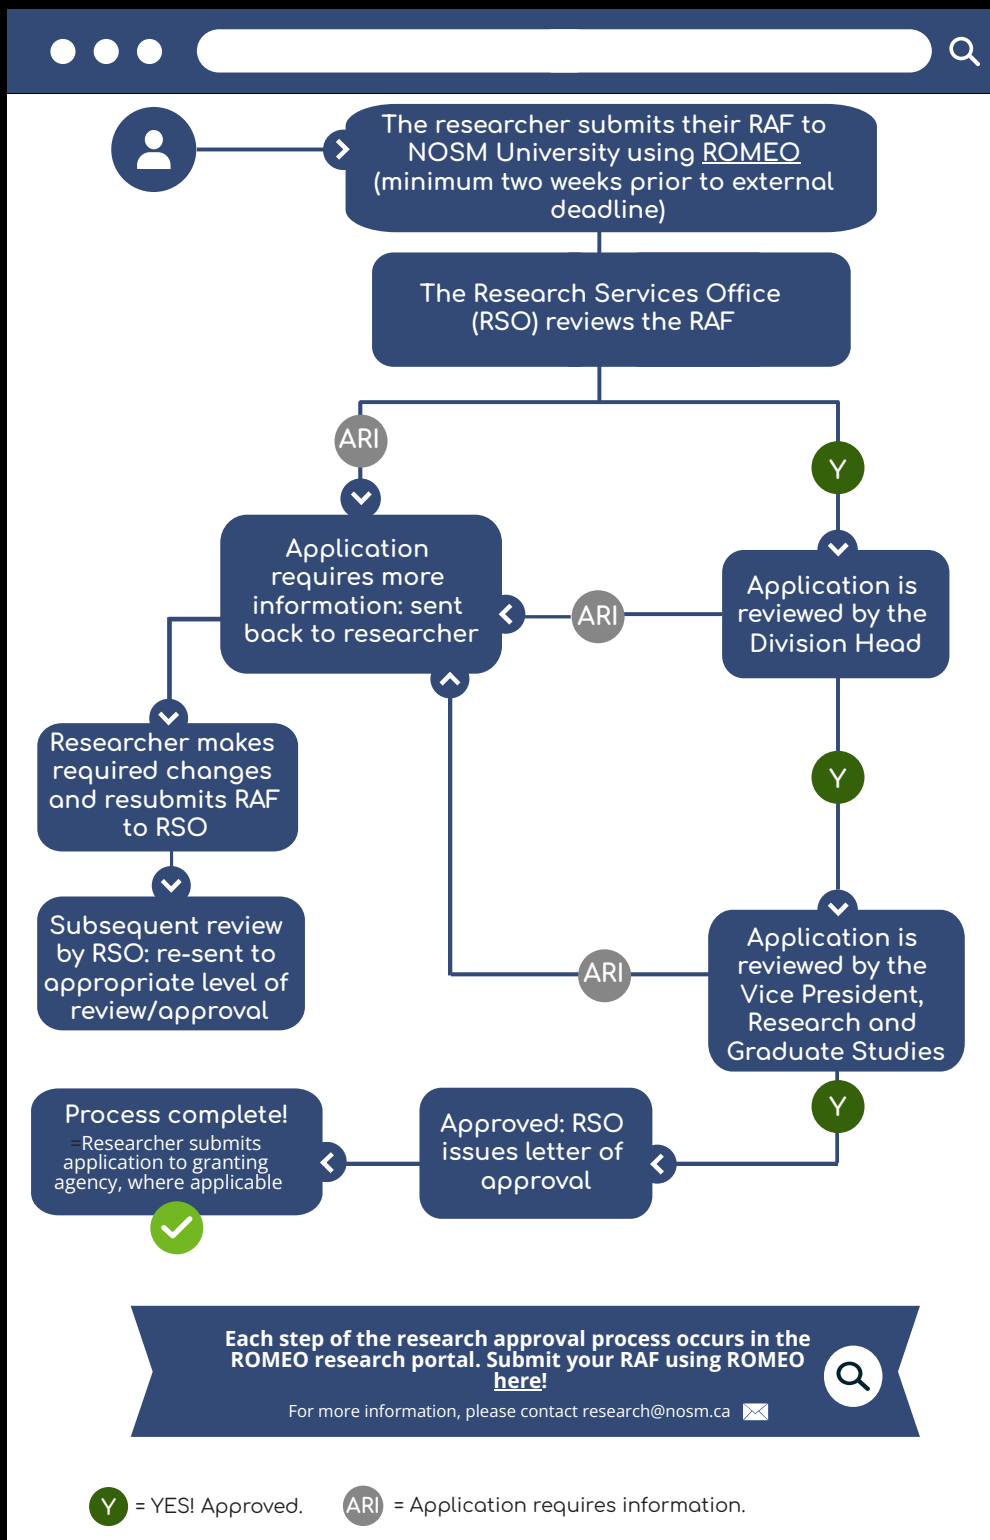 The researcher submits their RAF to
NOSM University using ROMEO
(minimum two weeks prior to external
deadline)
The Research Services Office
(RSO) reviews the RAF
ARI
Y
Application
requires more
information: sent
back to researcher
ARI
Application is
reviewed by the
Division Head
Researcher makes
required changes
and resubmits RAF
to RSO
Y
Subsequent review
by RSO: re-sent to
appropriate level of
review/approval
ARI
Application is
reviewed by the
Vice President,
Research and
Graduate Studies
Y
Process complete!
=Researcher submits
application to granting
agency, where applicable
Approved: RSO
issues letter of
approval
Each step of the research approval process occurs in the
ROMEO research portal. Submit your RAF using ROMEO
here!
For more information, please contact research@nosm.ca
Y = YES! Approved.
ARI = Application requires information.